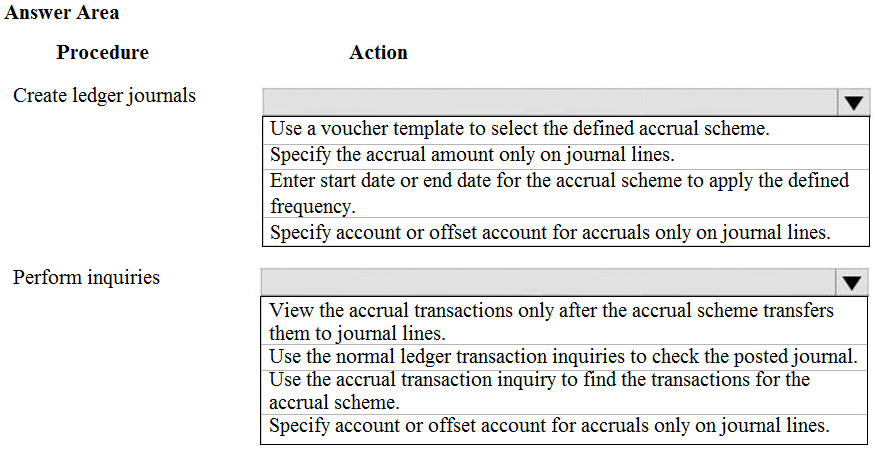 Answer Area
Procedure Action
Create ledger journals
Use a voucher template to select the defined accrual scheme.
Specify the accrual amount only on journal lines.
Enter start date or end date for the accrual scheme to apply the defined
frequency.
Specify account or offset account for accruals only on journal lines.
Perform inquiries
View the accrual transactions only after the accrual scheme transfers
them to journal lines.
Use the normal ledger transaction inquiries to check the posted journal.
Use the accrual transaction inquiry to find the transactions for the
accrual scheme.
Specify account or offset account for accruals only on journal lines.